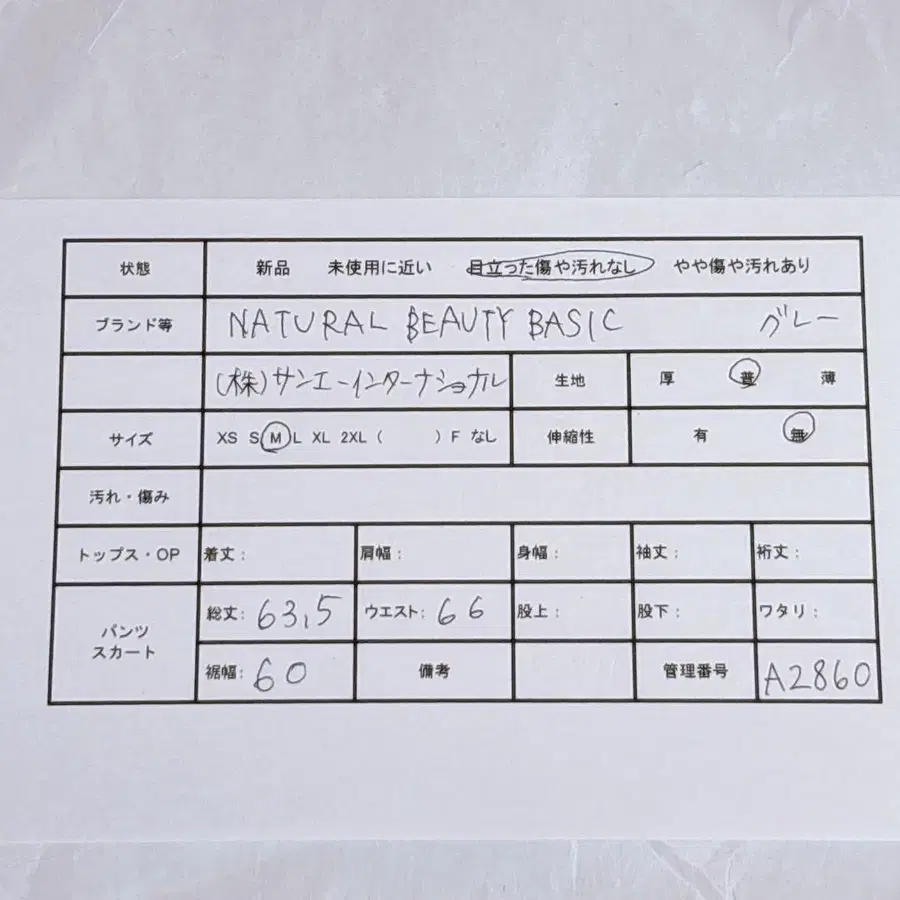 状態 新品 未使用に近い 目立った傷や汚れなし やや傷や汚れあり
ブランド等 NATURAL BEAUTY BASIC グレー
(株)サンエーインターナショナル 生地 厚 普 薄
サイズ XS S M L XL 2XL ( ) F なし 伸縮性 有 無
汚れ・傷み
トップス・OP 着丈: 肩幅: 身幅: 袖丈: 裄丈:
パンツ スカート 総丈: 63,5 ウエスト: 66 股上: 股下: ワタリ:
裾幅: 60 備考 管理番号 A2860